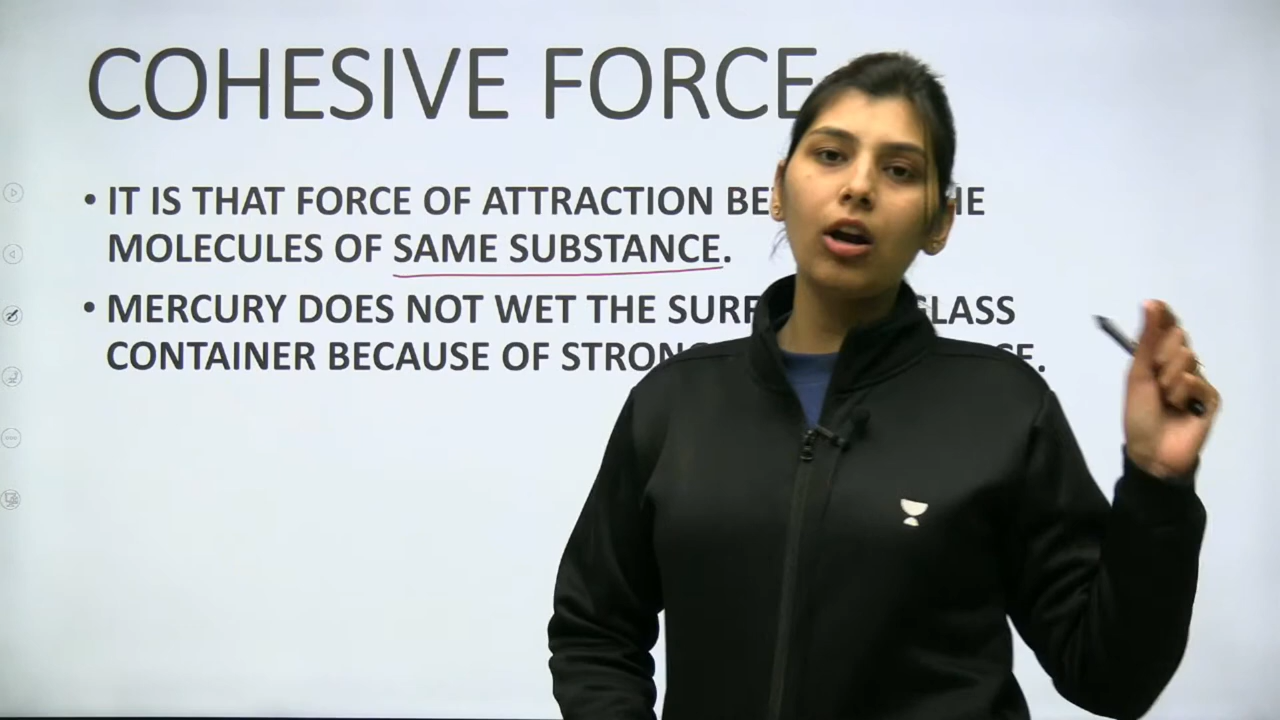 COHESIVE FORCE
• IT IS THAT FORCE OF ATTRACTION
MOLECULES OF SAME SUBSTANCE.
• MERCURY DOES NOT WET THE GLASS
CONTAINER BECAUSE OF